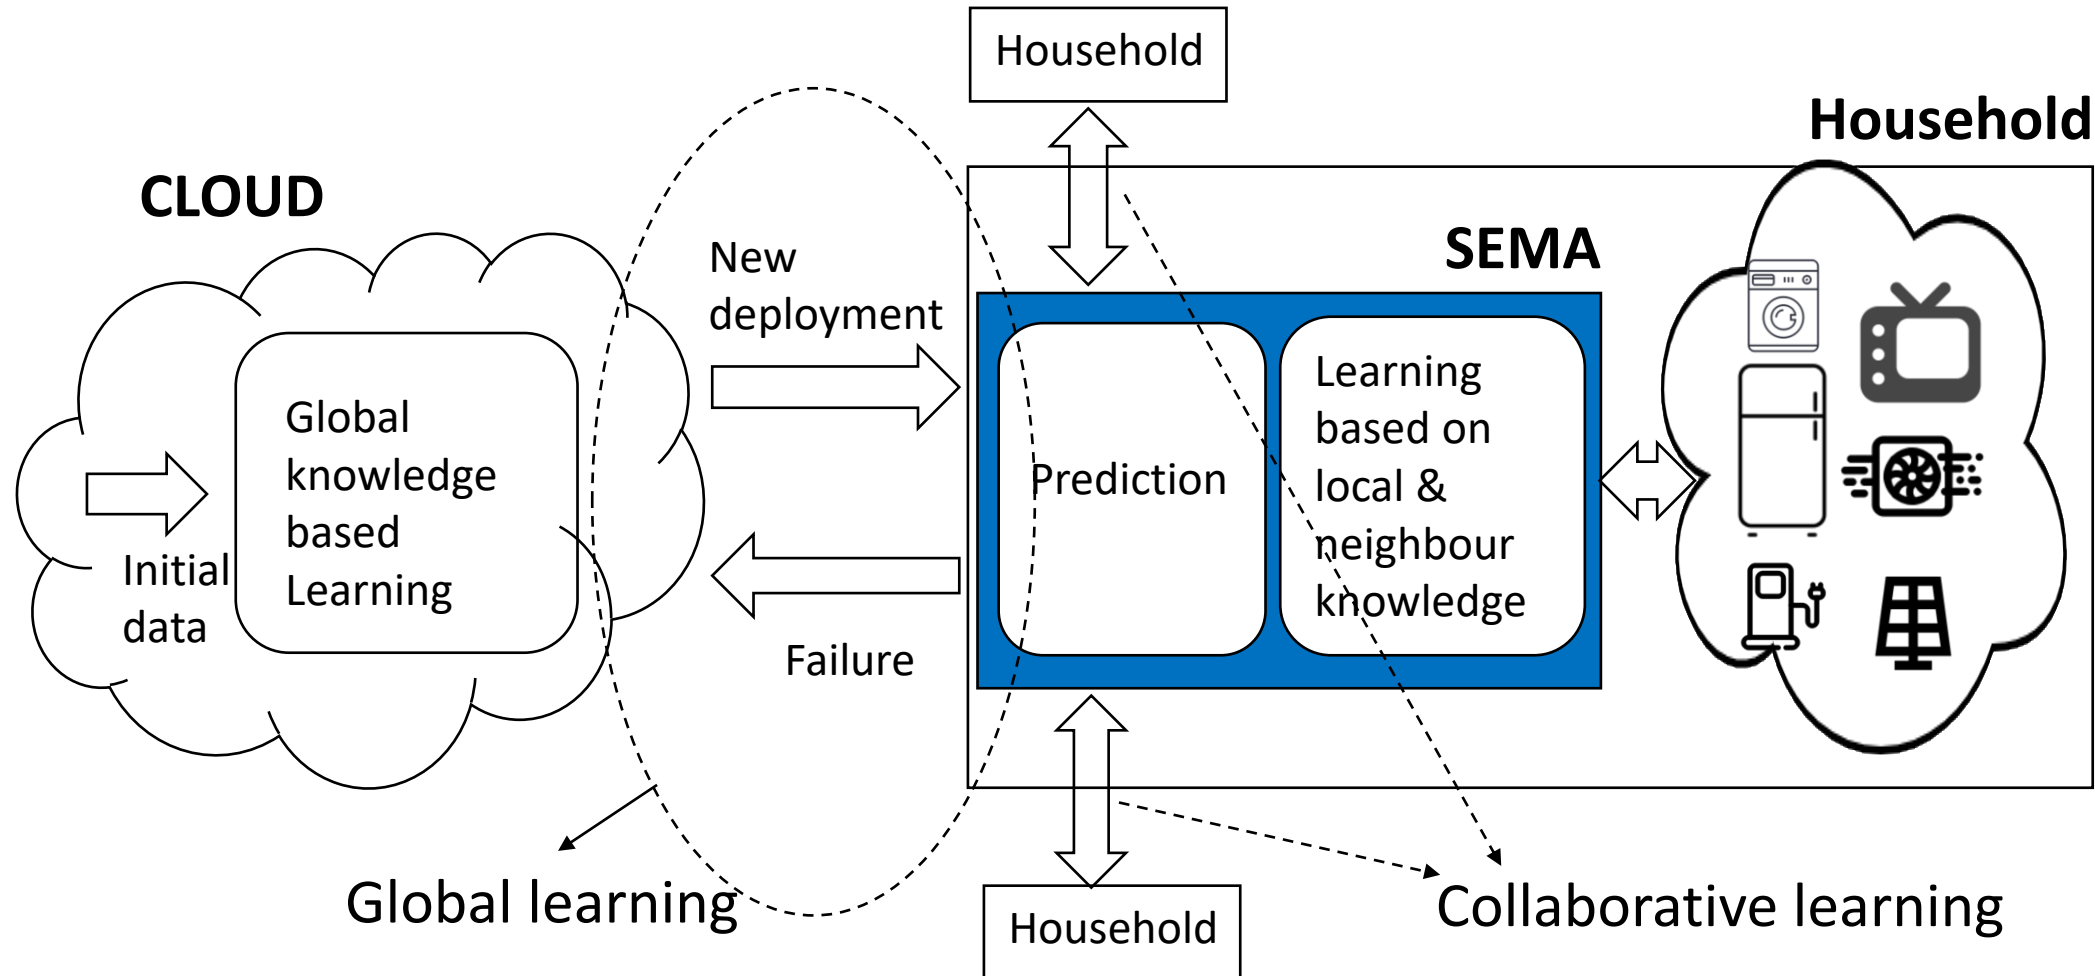 Household
Household
CLOUD
SEMA
New
deployment
Global
knowledge
based
Learning
Initial
data
Failure
Prediction
Learning
based on
local &
neighbour
knowledge
Global learning
Collaborative learning
Household